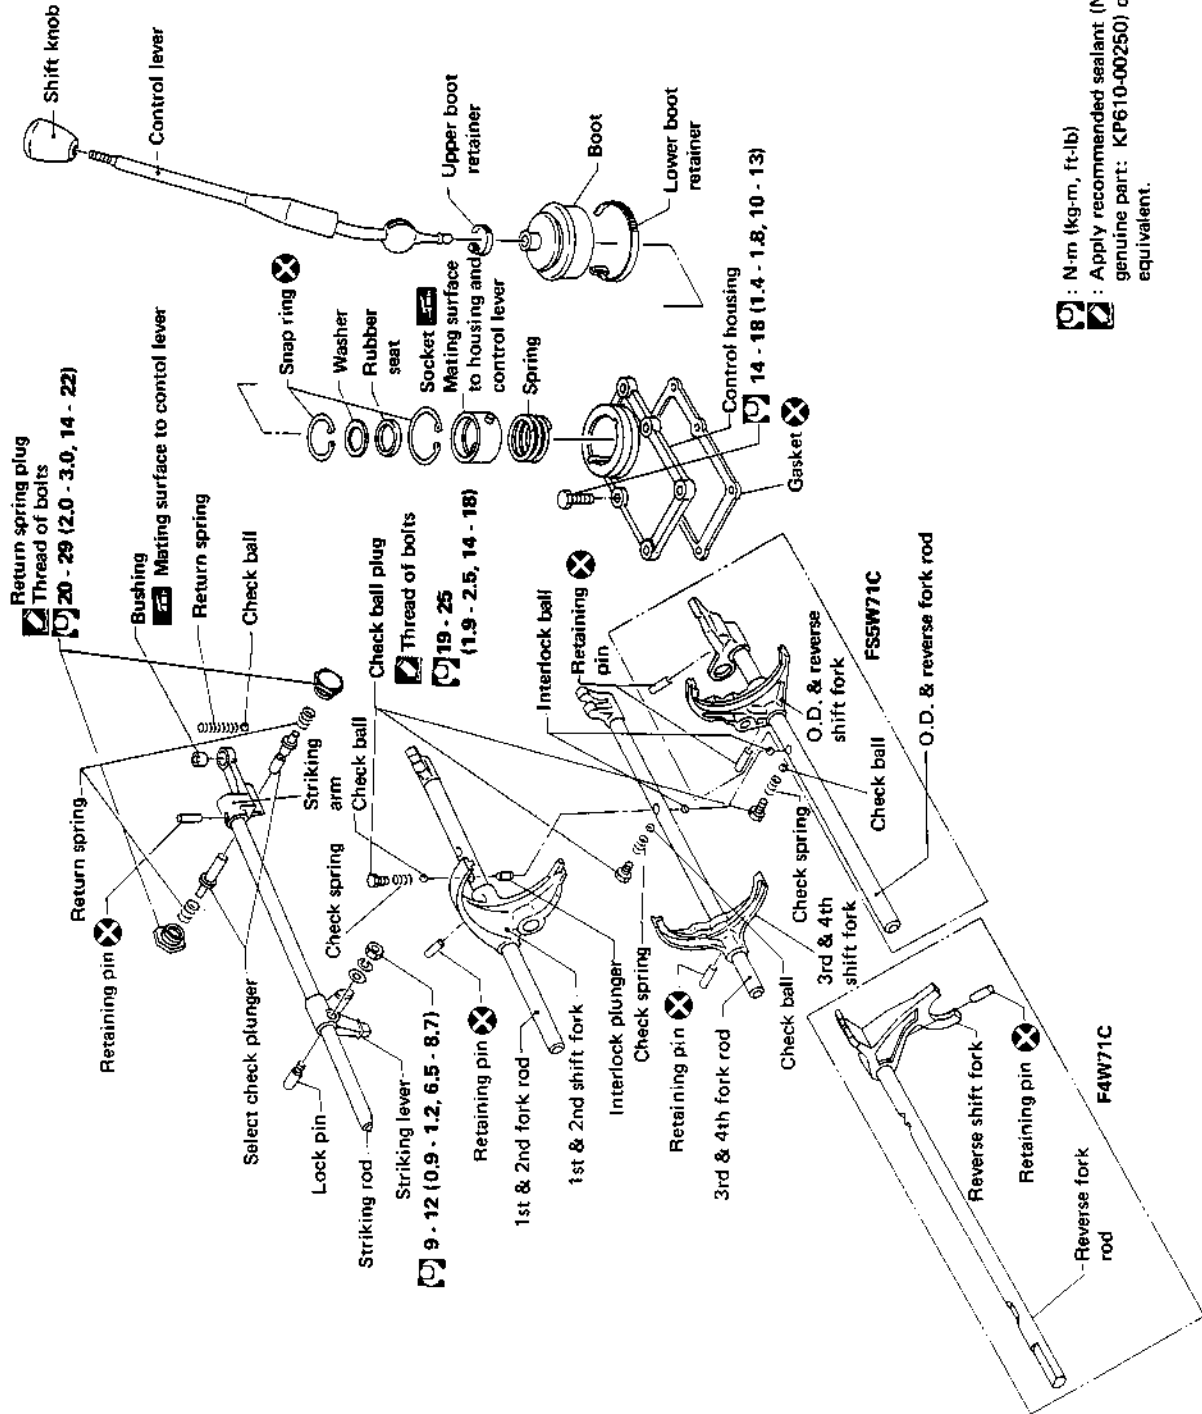 Shift knob
Control lever
Return spring plug
Thread of bolts
20 - 29 (2.0 - 3.0, 14 - 22)
Bushing
Mating surface to contol lever
Return spring
Check ball
Return spring
Retaining pin
Select check plunger
Lock pin
Striking rod
Striking lever
9 - 12 (0.9 - 1.2, 6.5 - 8.7)
Striking
arm
Check ball
Check spring
Check ball plug
Thread of bolts
19 - 25
(1.9 - 2.5, 14 - 18)
Snap ring
Washer
Rubber
seat
Socket
Mating surface
to housing and
control lever
Spring
Upper boot
retainer
Boot
Lower boot
retainer
Control housing
14 - 18 (1.4 - 1.8, 10 - 13)
Gasket
Retaining pin
1st & 2nd fork rod
1st & 2nd shift fork
Interlock plunger
Check spring
Interlock ball
Retaining
pin
Retaining pin
3rd & 4th fork rod
Check ball
3rd & 4th
shift fork
Check spring
Check ball
O.D. & reverse
shift fork
FS5W71C
O.D. & reverse fork rod
Reverse shift fork
Retaining pin
F4W71C
Reverse fork
rod
: N·m (kg-m, ft-lb)
: Apply recommended sealant (N
genuine part: KP610-00250) o
equivalent.